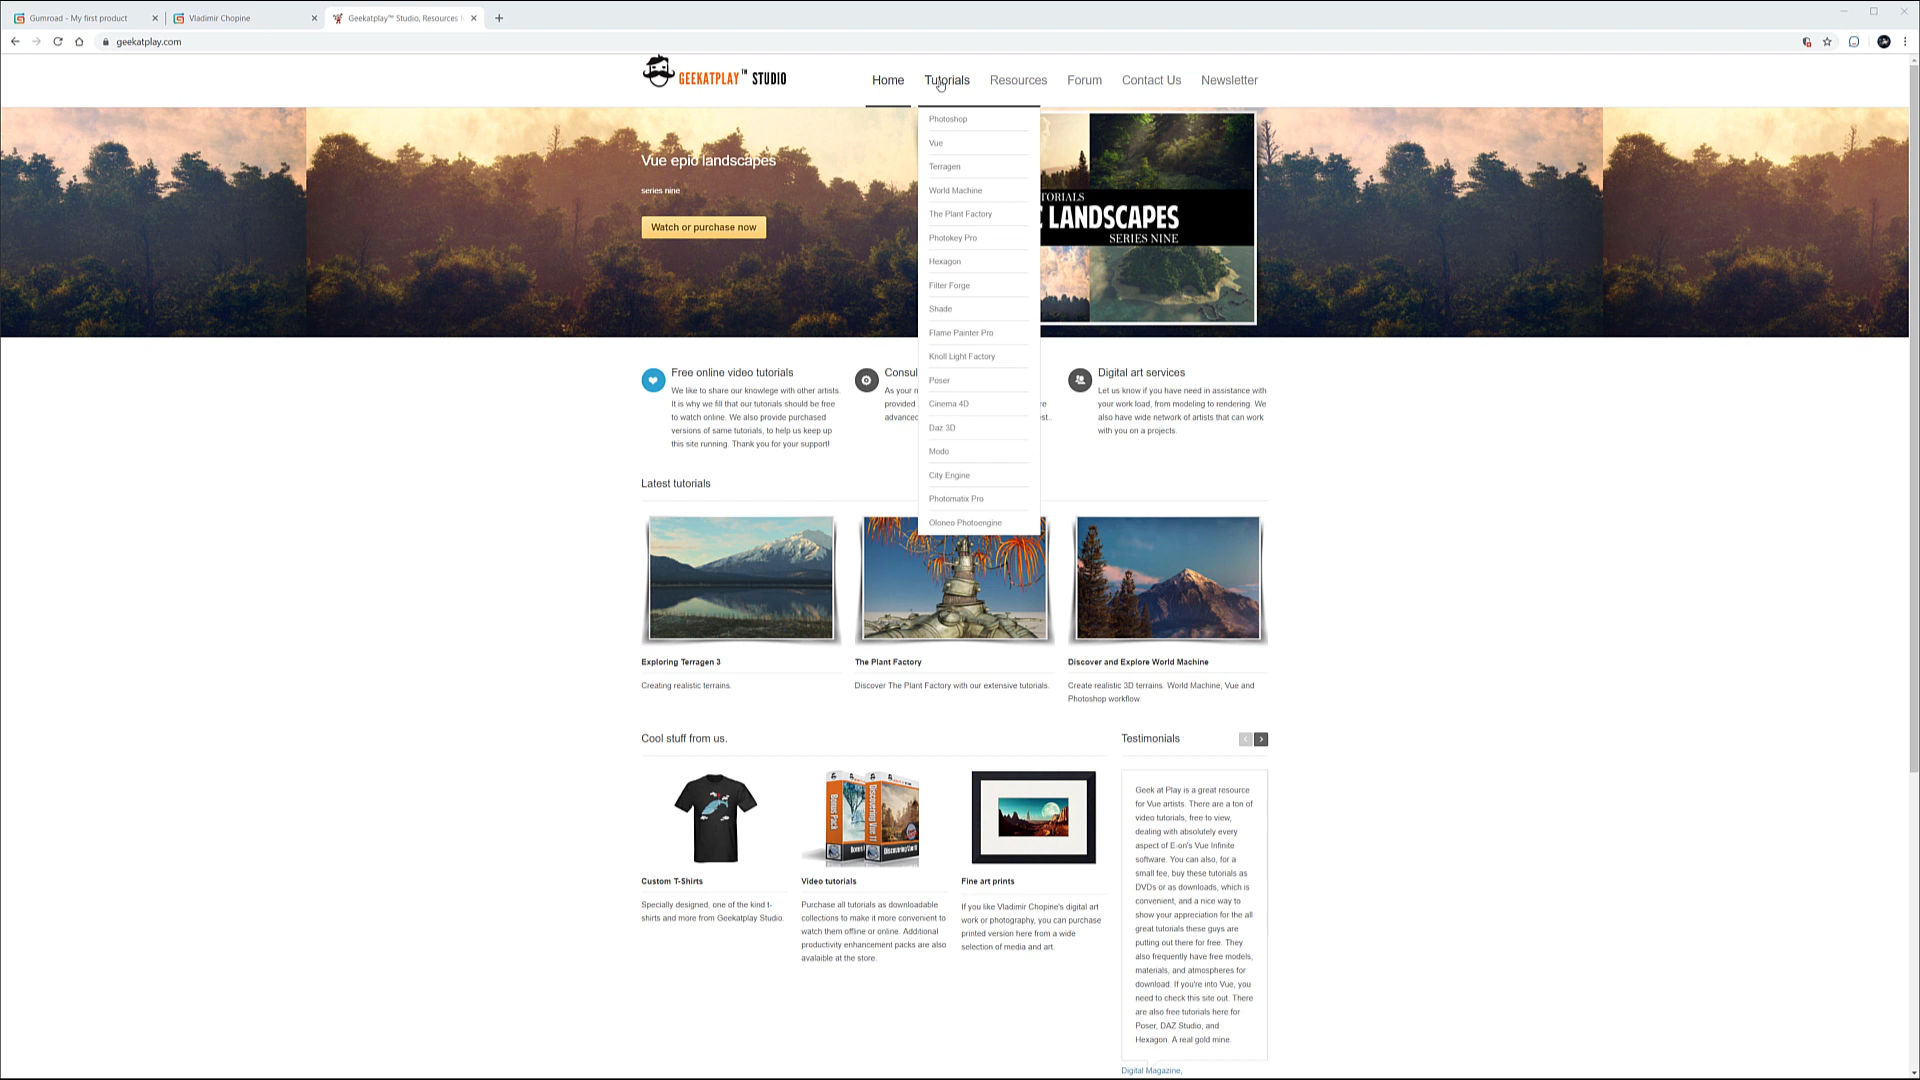 Gumroad - My first product
Vladimir Chopine
Geekatplay™ Studio, Resources
geekatplay.com
GEEKATPLAY™ STUDIO
Home
Tutorials
Resources
Forum
Contact Us
Newsletter
Photoshop
Vue
Terragen
World Machine
The Plant Factory
Photokey Pro
Hexagon
Filter Forge
Shade
Flame Painter Pro
Knoll Light Factory
Poser
Cinema 4D
Daz 3D
Modo
City Engine
Photomatix Pro
Oloneo Photoengine
Vue epic landscapes
series nine
Watch or purchase now
TORIALS
LANDSCAPES
SERIES NINE
Free online video tutorials
We like to share our knowlege with other artists.
It is why we fill that our tutorials should be free
to watch online. We also provide purchased
versions of same tutorials, to help us keep up
this site running. Thank you for your support!
Consul
As your n
provided re
advanced est..
Digital art services
Let us know if you have need in assistance with
your work load, from modeling to rendering. We
also have wide network of artists that can work
with you on a projects.
Latest tutorials
Exploring Terragen 3
Creating realistic terrains.
The Plant Factory
Discover The Plant Factory with our extensive tutorials.
Discover and Explore World Machine
Create realistic 3D terrains. World Machine, Vue and
Photoshop workflow.
Cool stuff from us.
Bonus Pack
Discovering Vue 11
Custom T-Shirts
Specially designed, one of the kind t-
shirts and more from Geekatplay Studio.
Video tutorials
Purchase all tutorials as downloadable
collections to make it more convenient to
watch them offline or online. Additional
productivity enhancement packs are also
avalaible at the store.
Fine art prints
If you like Vladimir Chopine's digital art
work or photography, you can purchase
printed version here from a wide
selection of media and art.
Testimonials
Geek at Play is a great resource
for Vue artists. There are a ton of
video tutorials, free to view,
dealing with absolutely every
aspect of E-on's Vue Infinite
software. You can also, for a
small fee, buy these tutorials as
DVDs or as downloads, which is
convenient, and a nice way to
show your appreciation for the all
great tutorials these guys are
putting out there for free. They
also frequently have free models,
materials, and atmospheres for
download. If you're into Vue, you
need to check this site out. There
are also free tutorials here for
Poser, DAZ Studio, and
Hexagon. A real gold mine.
Digital Magazine,